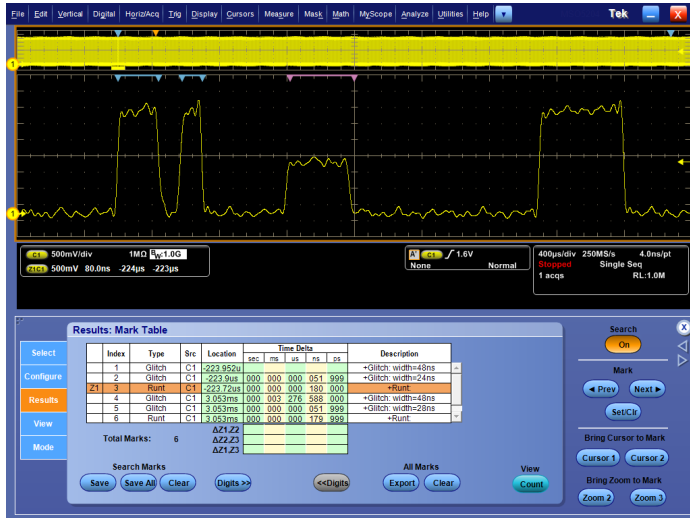 File Edit Vertical Digital Horiz/Acq Trig Display Cursors Measure Mask Math MyScope Analyze Utilities Help Tek X
1
1
C1 500mV/div 1MΩ BW:1.0G
Z1C1 500mV 80.0ns -224µs -223µs
A' C1 1.6V
None Normal
400µs/div 250MS/s 4.0ns/pt
Stopped Single Seq
1 acqs RL:1.0M
Results: Mark Table
X
Select
Configure
Results
View
Mode
Index Type Src Location Time Delta Description
sec ms us ns ps
1 Glitch C1 -223.952u +Glitch: width=48ns
2 Glitch C1 -223.9us 000 000 000 051 999 +Glitch: width=24ns
Z1 3 Runt C1 -223.72us 000 000 000 180 000 +Runt:
4 Glitch C1 3.053ms 000 003 276 588 000 +Glitch: width=48ns
5 Glitch C1 3.053ms 000 000 000 051 999 +Glitch: width=28ns
6 Runt C1 3.053ms 000 000 000 179 999 +Runt:
Total Marks: 6
ΔZ1.Z2
ΔZ2.Z3
ΔZ1.Z3
Search Marks
Save Save All Clear
Digits >>
<<Digits
All Marks
Export Clear
View
Count
Search
On
Mark
Prev Next
Set/Clr
Bring Cursor to Mark
Cursor 1 Cursor 2
Bring Zoom to Mark
Zoom 2 Zoom 3